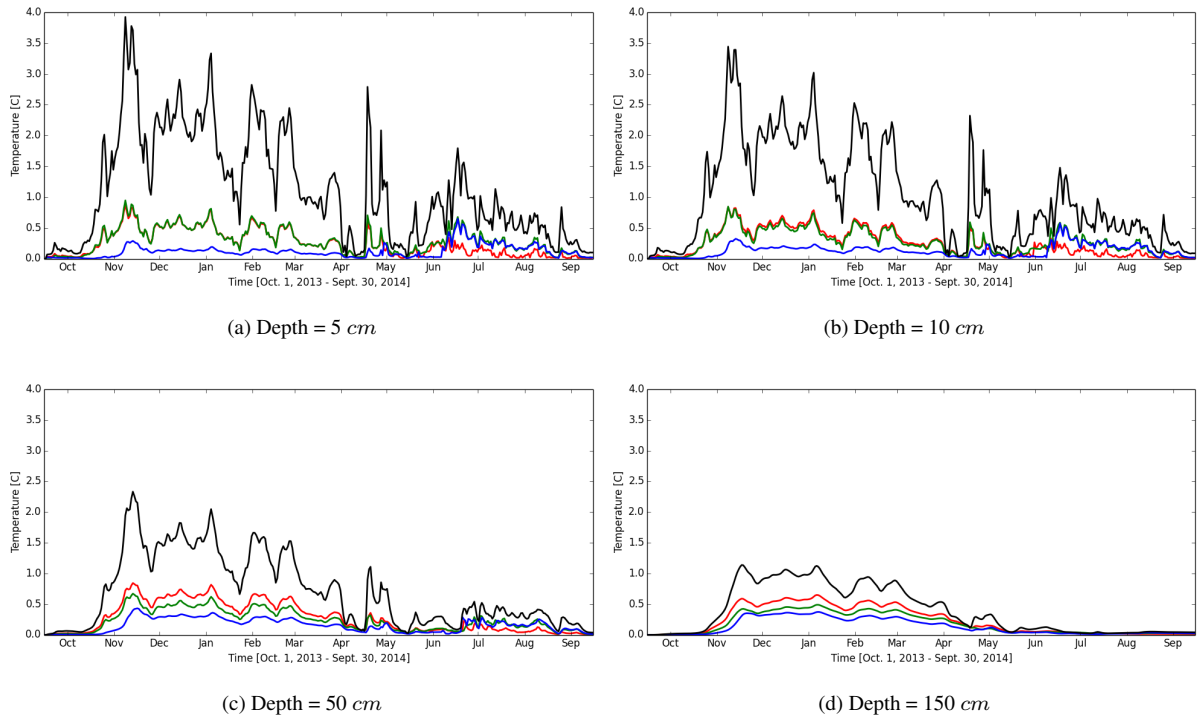 4.0
3.5
3.0
2.5
2.0
1.5
1.0
0.5
0.0
Temperature [C]
Oct Nov Dec Jan Feb Mar Apr May Jun Jul Aug Sep
Time [Oct. 1, 2013 - Sept. 30, 2014]
(a) Depth = 5 cm
4.0
3.5
3.0
2.5
2.0
1.5
1.0
0.5
0.0
Temperature [C]
Oct Nov Dec Jan Feb Mar Apr May Jun Jul Aug Sep
Time [Oct. 1, 2013 - Sept. 30, 2014]
(b) Depth = 10 cm
4.0
3.5
3.0
2.5
2.0
1.5
1.0
0.5
0.0
Temperature [C]
Oct Nov Dec Jan Feb Mar Apr May Jun Jul Aug Sep
Time [Oct. 1, 2013 - Sept. 30, 2014]
(c) Depth = 50 cm
4.0
3.5
3.0
2.5
2.0
1.5
1.0
0.5
0.0
Temperature [C]
Oct Nov Dec Jan Feb Mar Apr May Jun Jul Aug Sep
Time [Oct. 1, 2013 - Sept. 30, 2014]
(d) Depth = 150 cm